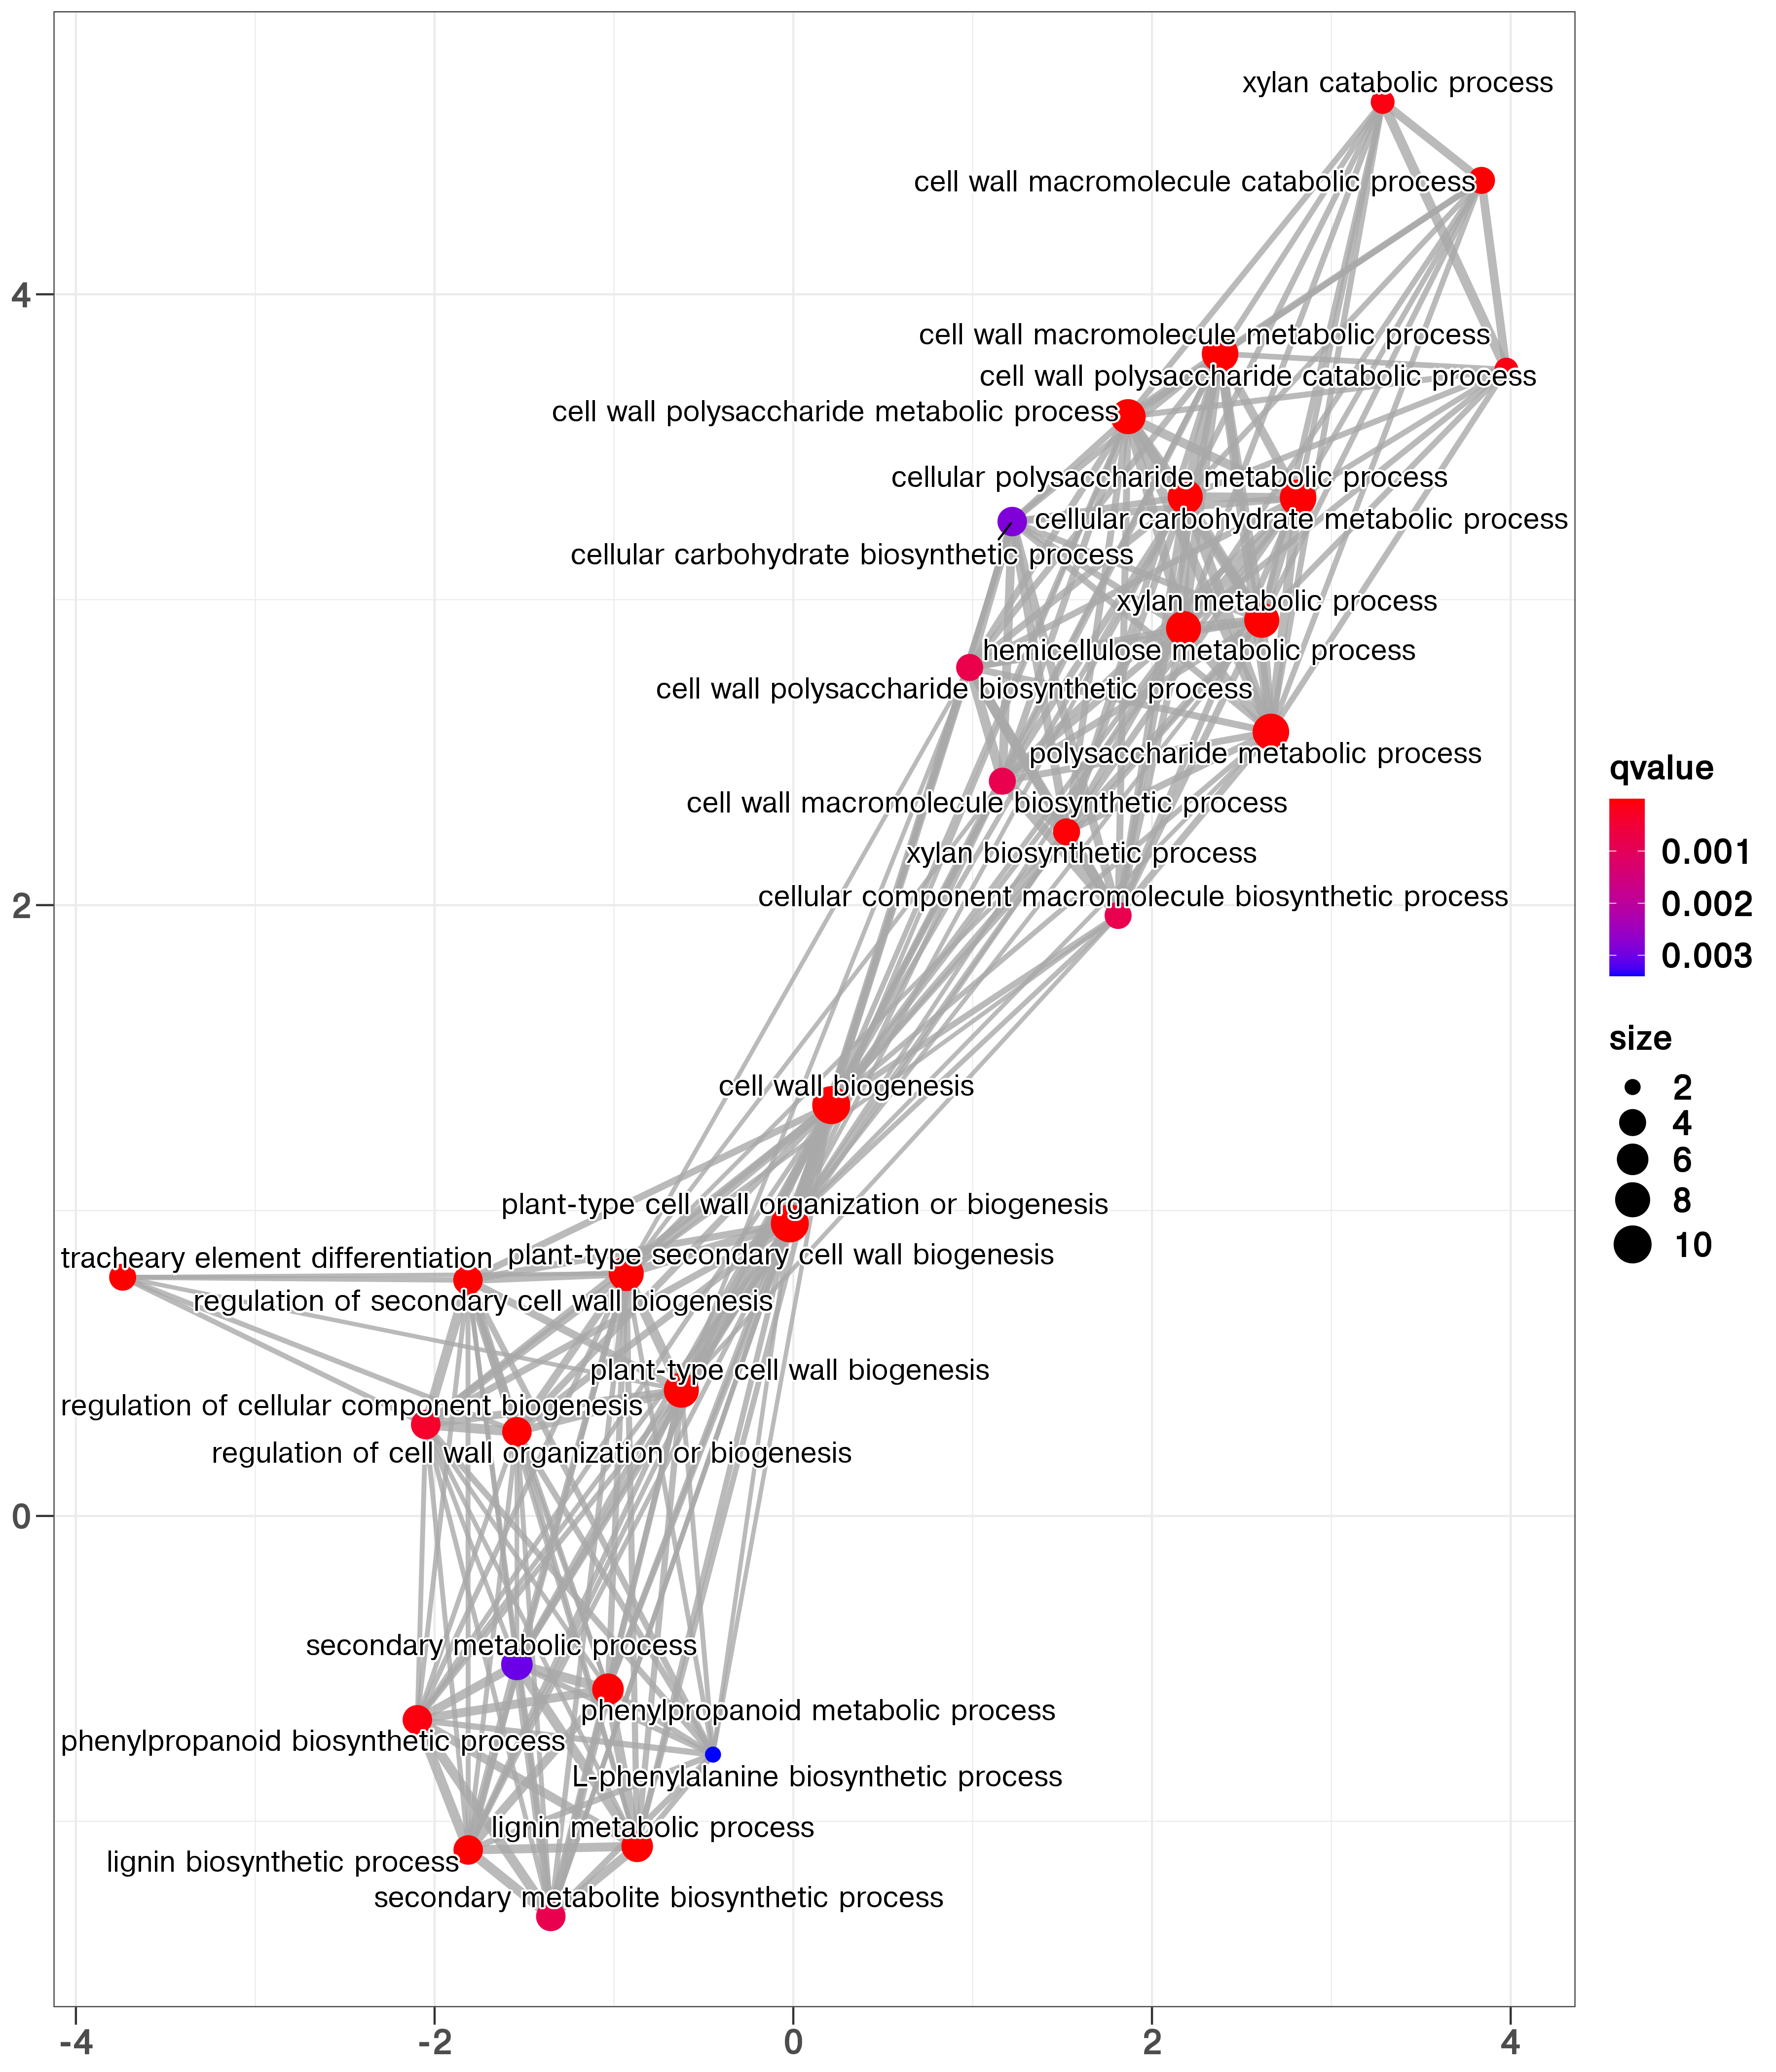 xylan catabolic process
cell wall macromolecule catabolic process
4
cell wall macromolecule metabolic process
cell wall polysaccharide catabolic process
cell wall polysaccharide metabolic process
cellular polysaccharide metabolic process
cellular carbohydrate metabolic process
cellular carbohydrate biosynthetic process
xylan metabolic process
hemicellulose metabolic process
cell wall polysaccharide biosynthetic process
polysaccharide metabolic process
cell wall macromolecule biosynthetic process
xylan biosynthetic process
cellular component macromolecule biosynthetic process
2
cell wall biogenesis
plant-type cell wall organization or biogenesis
tracheary element differentiation
plant-type secondary cell wall biogenesis
regulation of secondary cell wall biogenesis
plant-type cell wall biogenesis
regulation of cellular component biogenesis
regulation of cell wall organization or biogenesis
0
secondary metabolic process
phenylpropanoid metabolic process
phenylpropanoid biosynthetic process
L-phenylalanine biosynthetic process
lignin metabolic process
lignin biosynthetic process
secondary metabolite biosynthetic process
-4
-2
0
2
4
qvalue
0.001
0.002
0.003
size
2
4
6
8
10